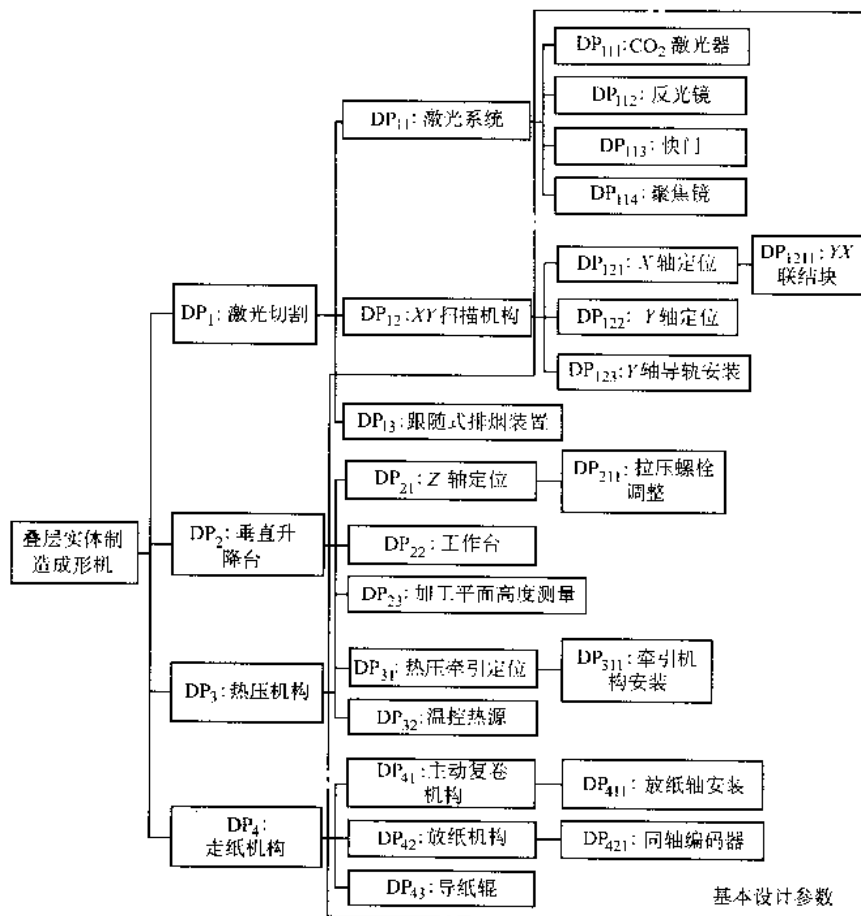 DP₁₁₁:CO₂ 激光器
DP₁₁₂: 反光镜
DP₁₁: 激光系统
DP₁₁₃: 快门
DP₁₁₄: 聚焦镜
DP₁₂₁: X 轴定位
DP₁₂₁₁: YX
联结块
DP₁: 激光切割
DP₁₂: XY 扫描机构
DP₁₂₂: Y 轴定位
DP₁₂₃: Y 轴导轨安装
DP₁₃: 跟随式排烟装置
DP₂₁: Z 轴定位
DP₂₁₁: 拉压螺栓
调整
叠层实体制
造成形机
DP₂: 垂直升
降台
DP₂₂: 工作台
DP₂₃: 加工平面高度测量
DP₃: 热压机构
DP₃₁: 热压牵引定位
DP₃₁₁: 牵引机
构安装
DP₃₂: 温控热源
DP₄₁: 主动复卷
机构
DP₄₁₁: 放纸轴安装
DP₄:
走纸机构
DP₄₂: 放纸机构
DP₄₂₁: 同轴编码器
DP₄₃: 导纸辊
基本设计参数